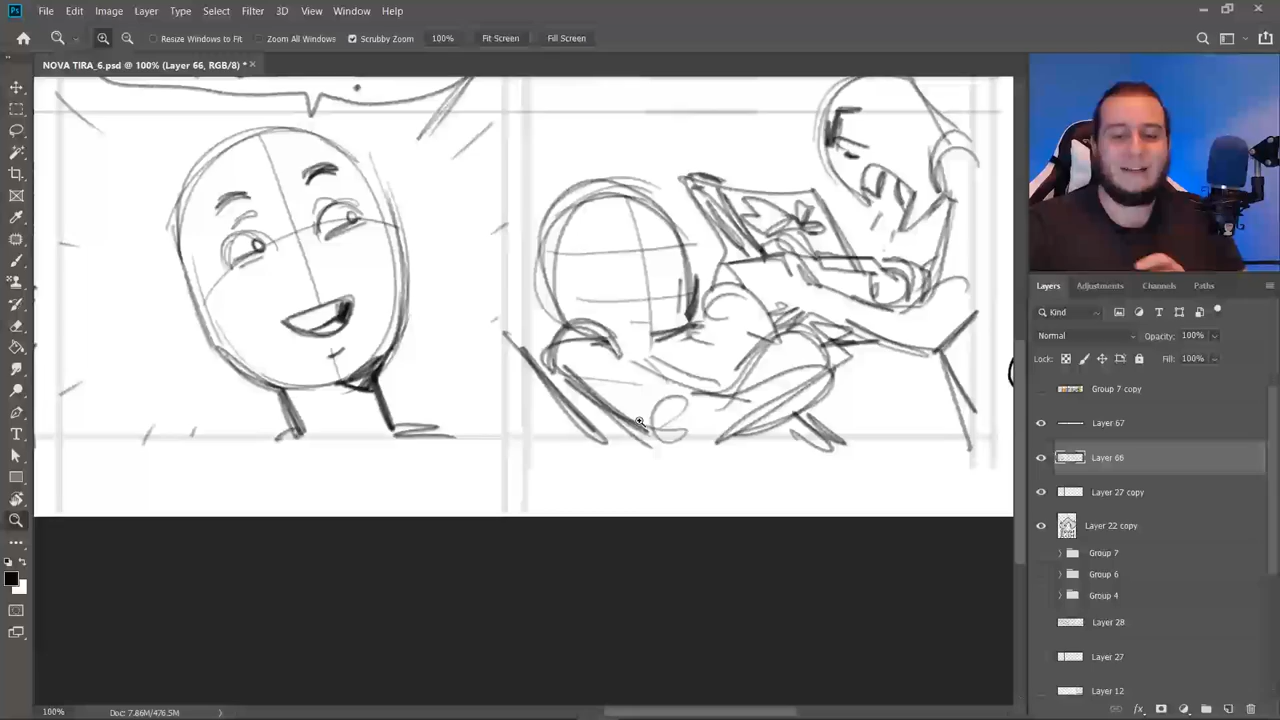 Ps File Edit Image Layer Type Select Filter 3D View Window Help
Resize Windows to Fit Zoom All Windows Scrubby Zoom 100% Fit Screen Fill Screen
NOVA TIRA_6.psd @ 100% (Layer 66, RGB/8) *
Layers Adjustments Channels Paths
Kind
Normal Opacity: 100%
Lock: Fill: 100%
Group 7 copy
Layer 67
Layer 66
Layer 27 copy
Layer 22 copy
Group 7
Group 6
Group 4
Layer 28
Layer 27
Layer 12
100% Doc: 7.86M/476.5M